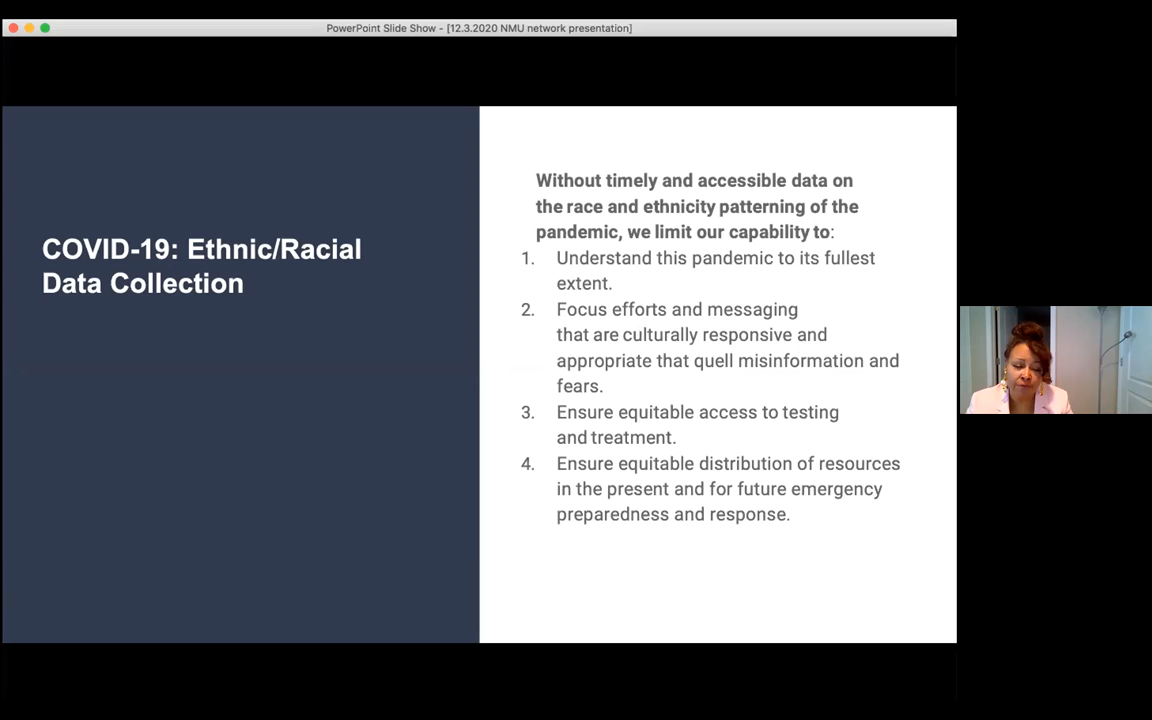 PowerPoint Slide Show - [12.3.2020 NMU network presentation]
COVID-19: Ethnic/Racial
Data Collection
Without timely and accessible data on
the race and ethnicity patterning of the
pandemic, we limit our capability to:
1. Understand this pandemic to its fullest
extent.
2. Focus efforts and messaging
that are culturally responsive and
appropriate that quell misinformation and
fears.
3. Ensure equitable access to testing
and treatment.
4. Ensure equitable distribution of resources
in the present and for future emergency
preparedness and response.